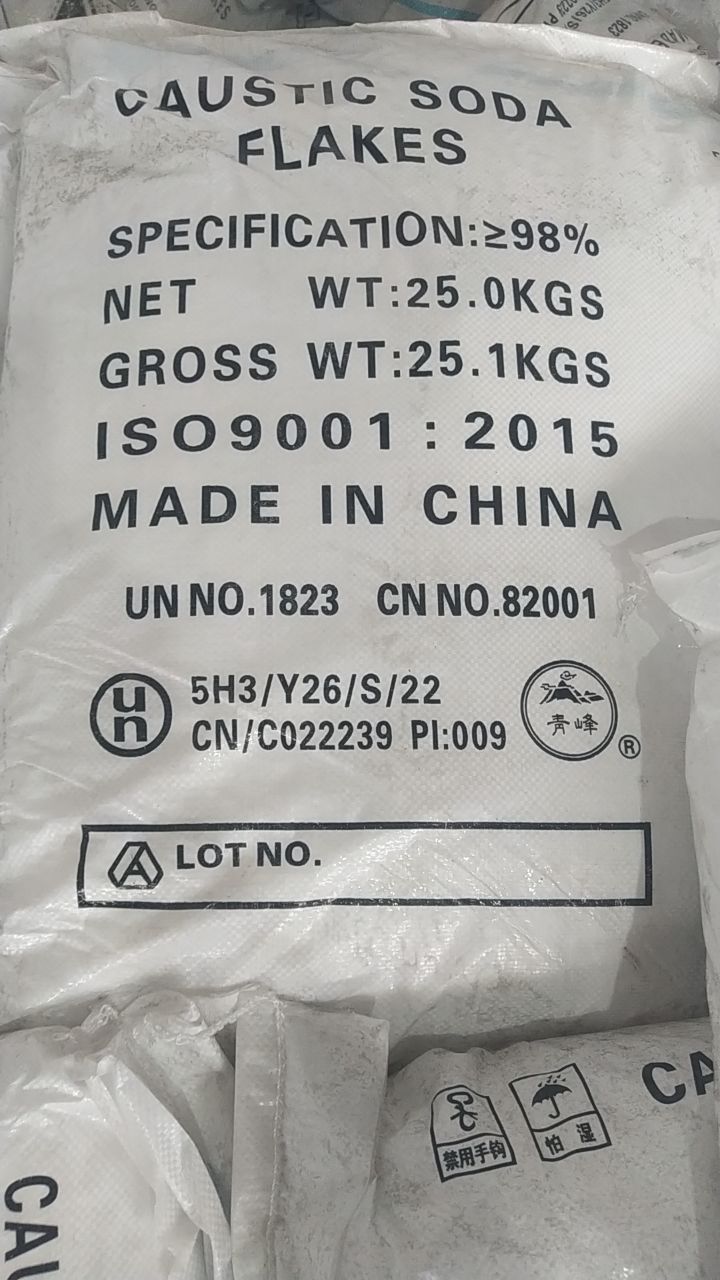 CAUSTIC SODA
FLAKES
SPECIFICATION:≥98%
NET WT:25.0KGS
GROSS WT:25.1KGS
ISO9001:2015
MADE IN CHINA
UN NO.1823 CN NO.82001
un 5H3/Y26/S/22
CN/C022239 PI:009
青峰
®
A LOT NO.
禁用手钩
怕湿
CA
CAU